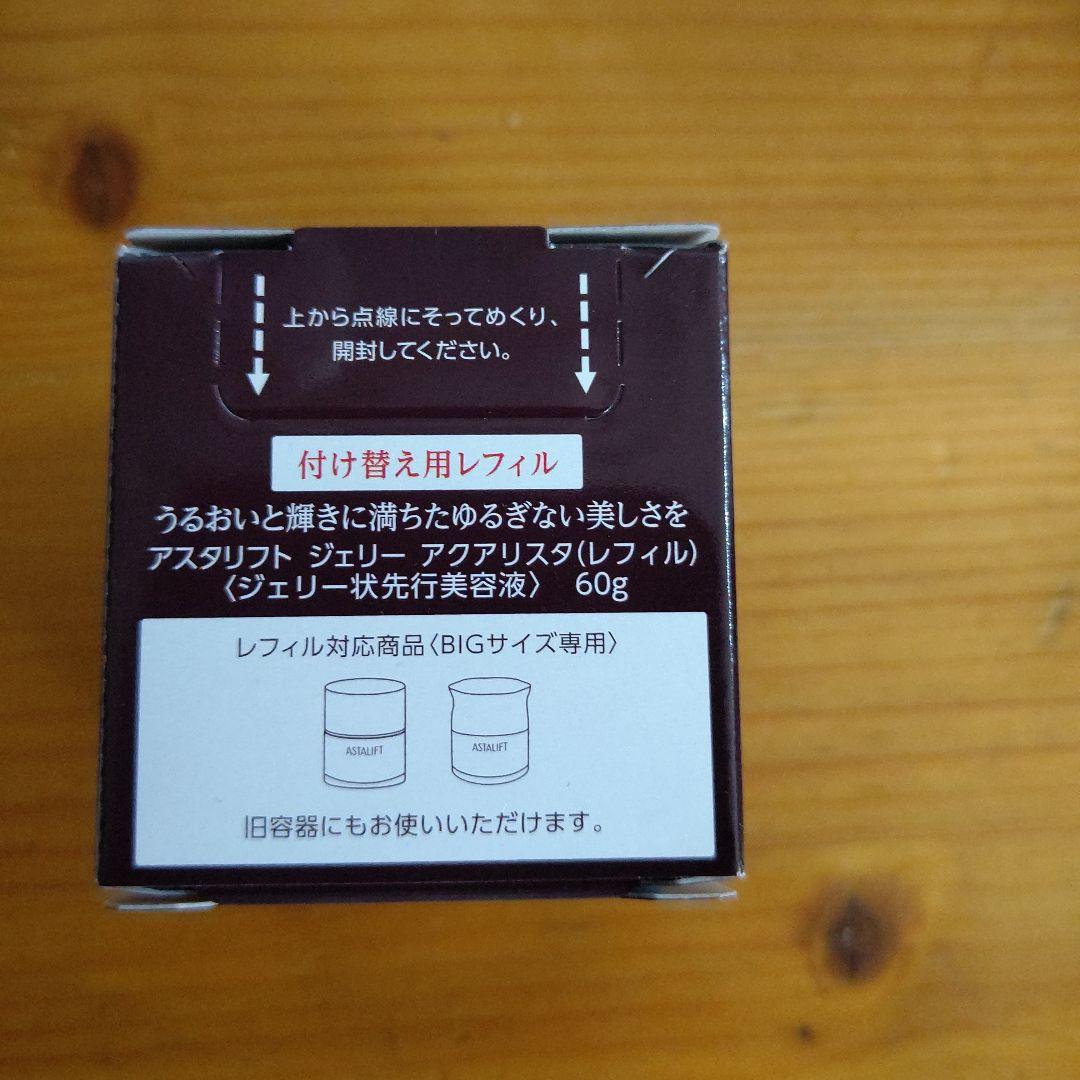 上から点線にそってめくり、
開封してください。
付け替え用レフィル
うるおいと輝きに満ちたゆるぎない美しさを
アスタリフト ジェリー アクアリスタ(レフィル)
〈ジェリー状先行美容液〉 60g
レフィル対応商品〈BIGサイズ専用〉
ASTALIFT ASTALIFT
旧容器にもお使いいただけます。